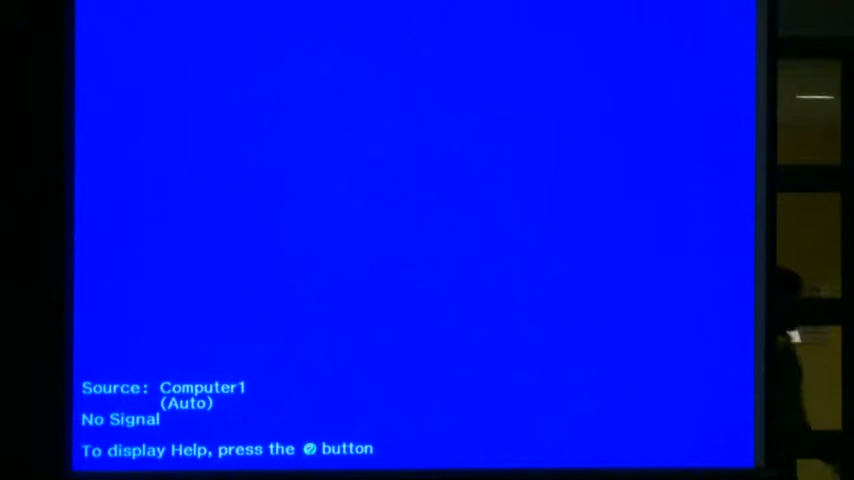 Source: Computer1
(Auto)
No Signal
To display Help, press the ? button